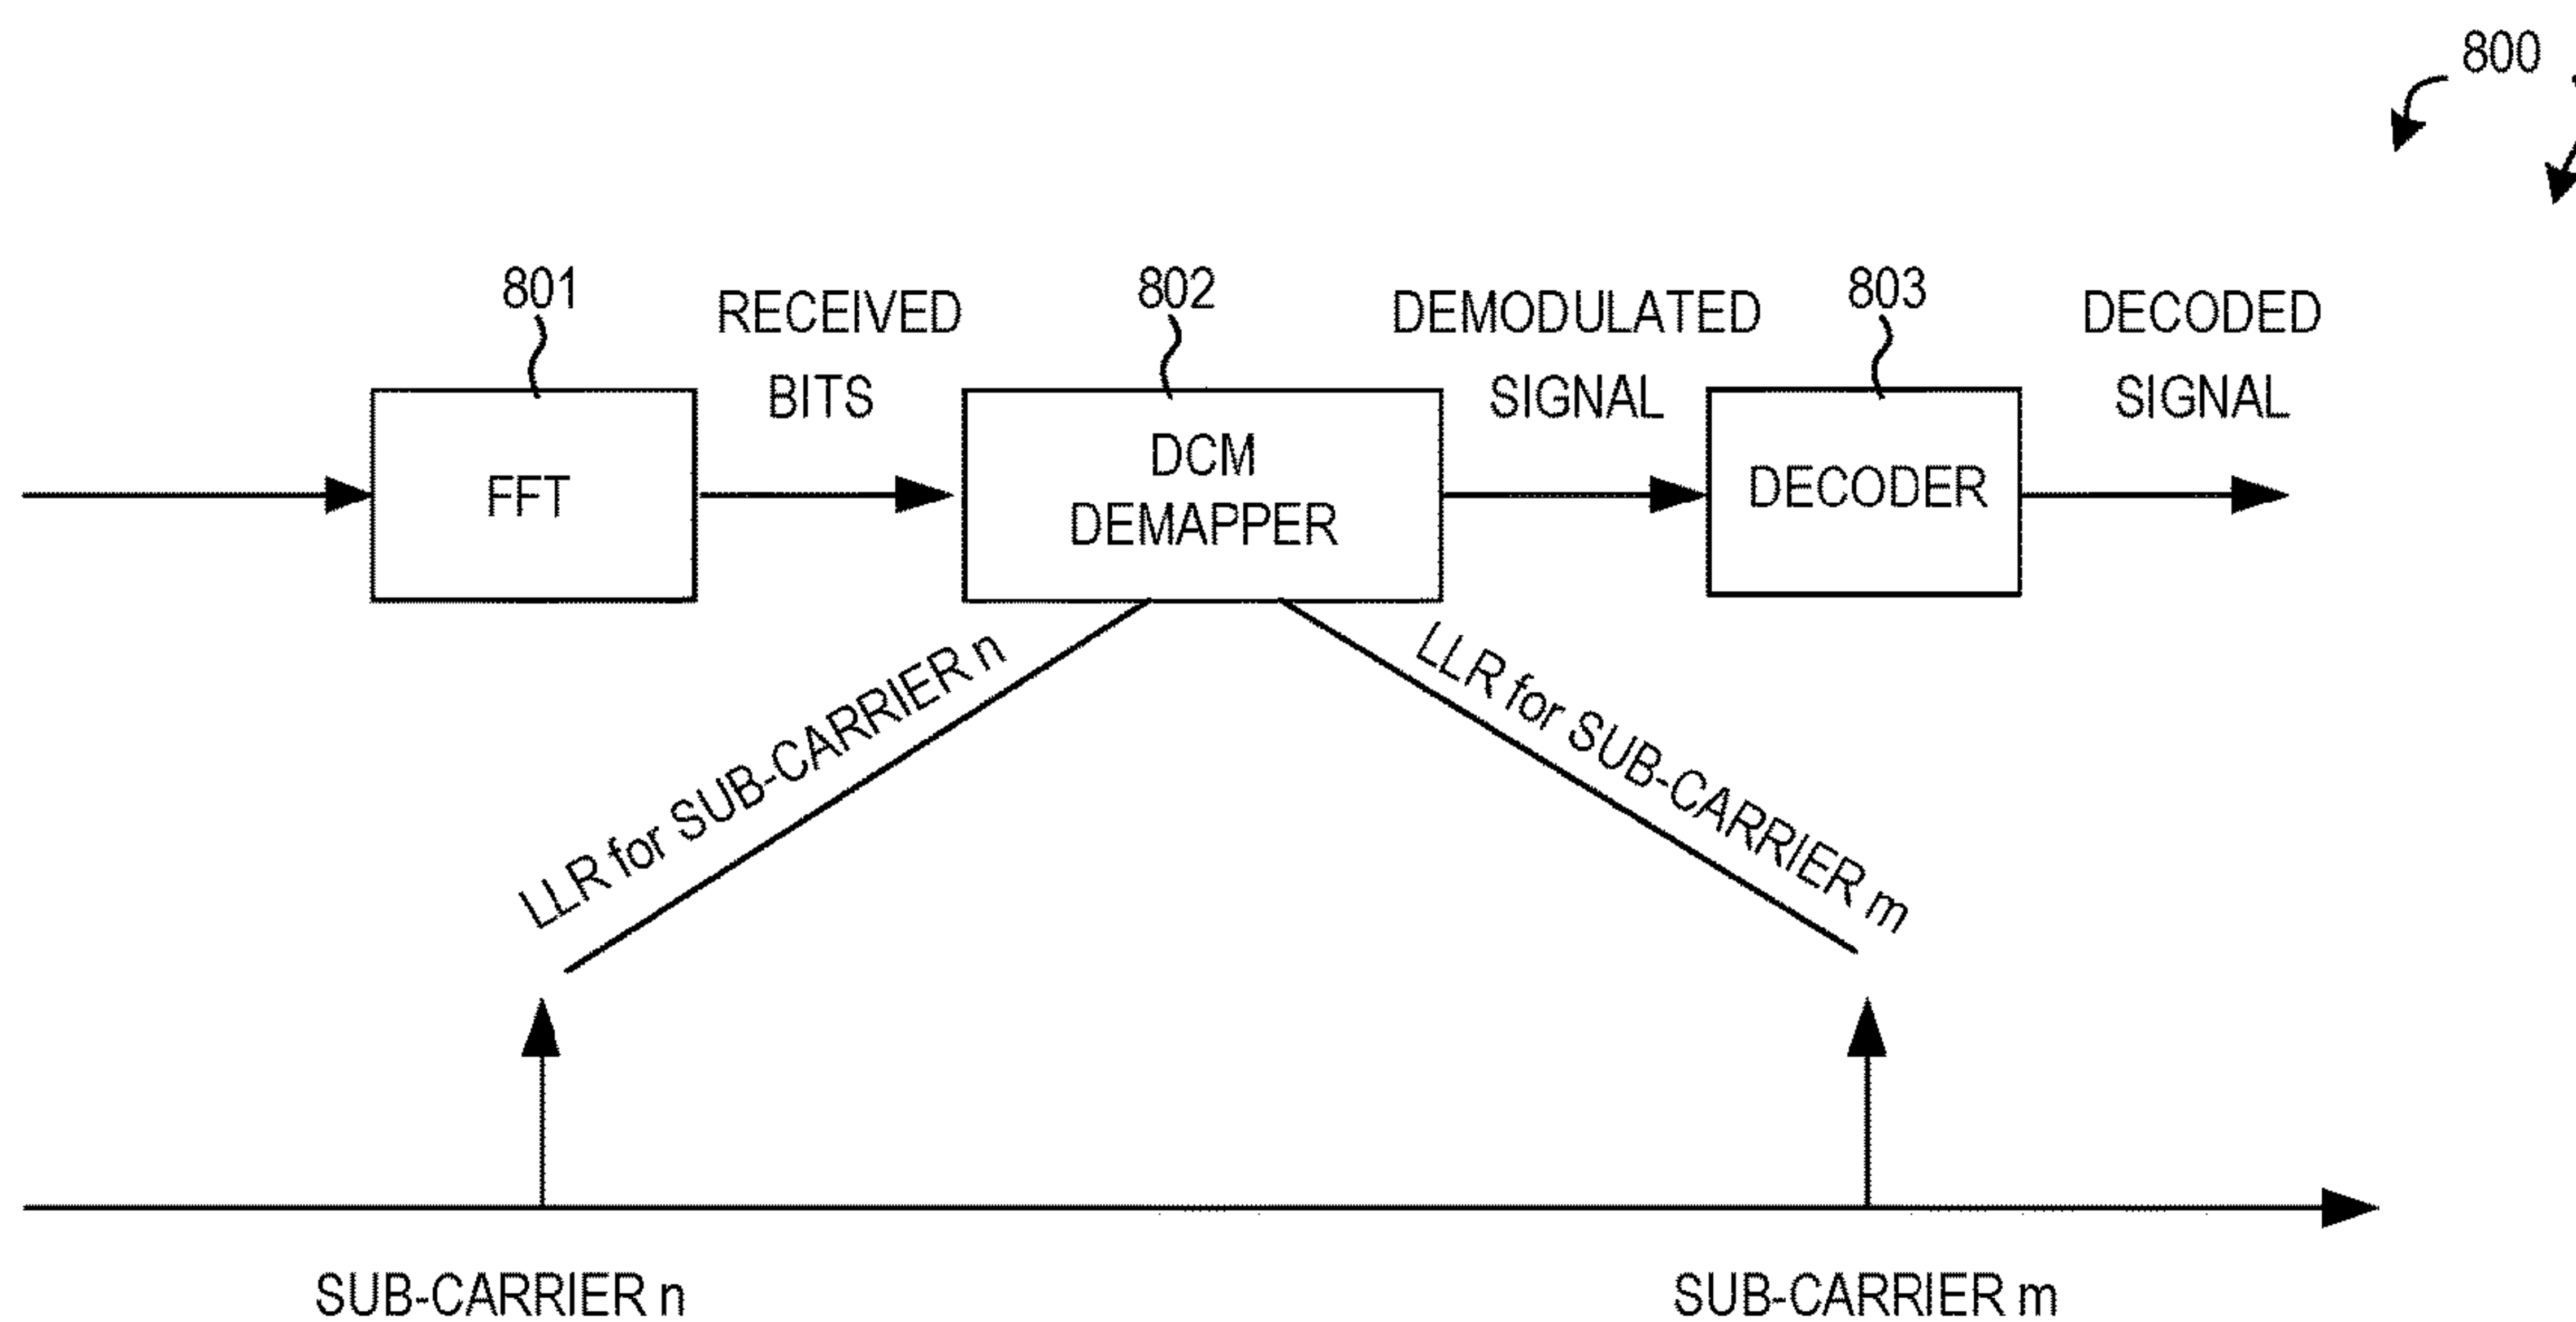 800
801
RECEIVED
BITS
802
DEMODULATED
SIGNAL
803
DECODED
SIGNAL
FFT
DCM
DEMAPPER
DECODER
LLR for SUB-CARRIER n
LLR for SUB-CARRIER m
SUB-CARRIER n
SUB-CARRIER m